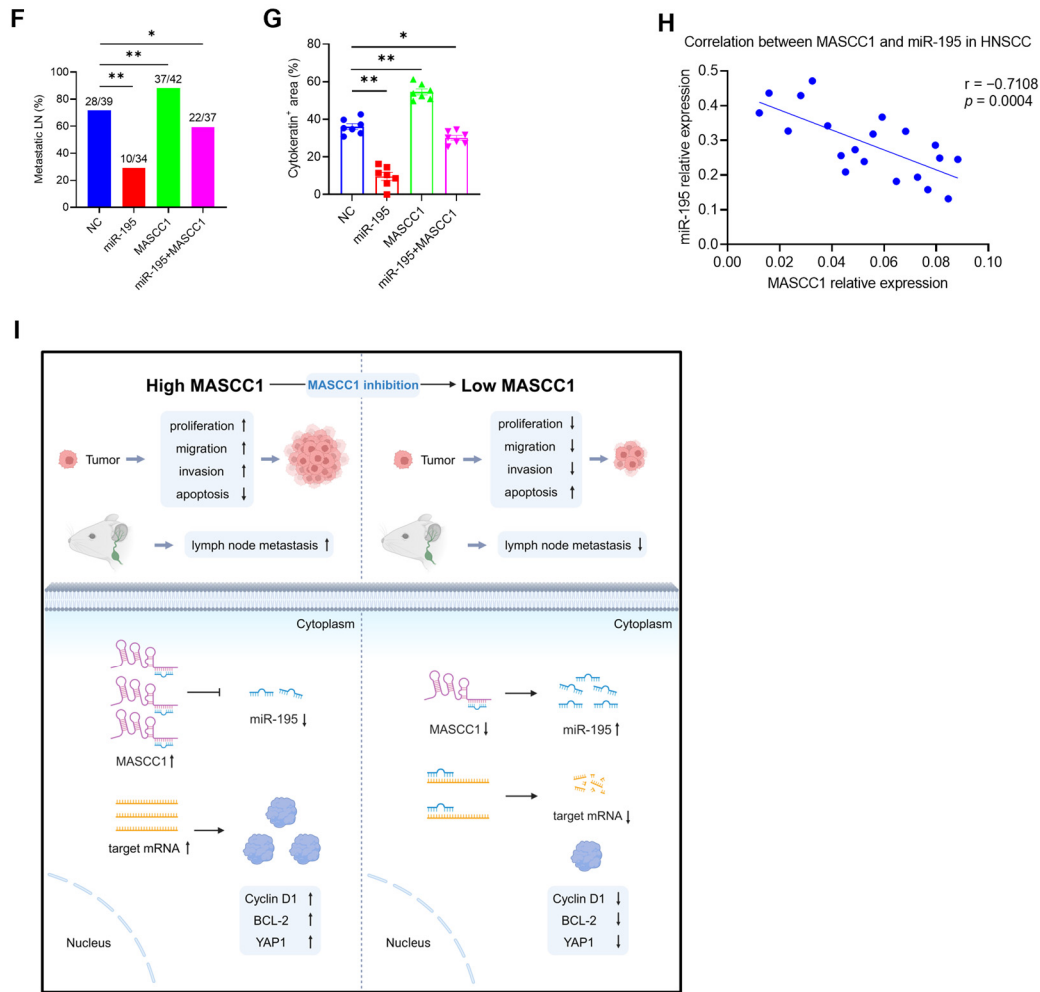 F
*
**
**
28/39
10/34
37/42
22/37
Metastatic LN (%)
100
80
60
40
20
0
NC
miR-195
MASCC1
miR-195+MASCC1
G
*
**
**
Cytokeratin+ area (%)
80
60
40
20
0
NC
miR-195
MASCC1
miR-195+MASCC1
H
Correlation between MASCC1 and miR-195 in HNSCC
r = −0.7108
p = 0.0004
miR-195 relative expression
0.5
0.4
0.3
0.2
0.1
0.0
0.00 0.02 0.04 0.06 0.08 0.10
MASCC1 relative expression
I
High MASCC1
MASCC1 inhibition
Low MASCC1
Tumor
proliferation ↑
migration ↑
invasion ↑
apoptosis ↓
lymph node metastasis ↑
Tumor
proliferation ↓
migration ↓
invasion ↓
apoptosis ↑
lymph node metastasis ↓
Cytoplasm
MASCC1 ↑
miR-195 ↓
target mRNA ↑
Cyclin D1 ↑
BCL-2 ↑
YAP1 ↑
Nucleus
Cytoplasm
MASCC1 ↓
miR-195 ↑
target mRNA ↓
Cyclin D1 ↓
BCL-2 ↓
YAP1 ↓
Nucleus